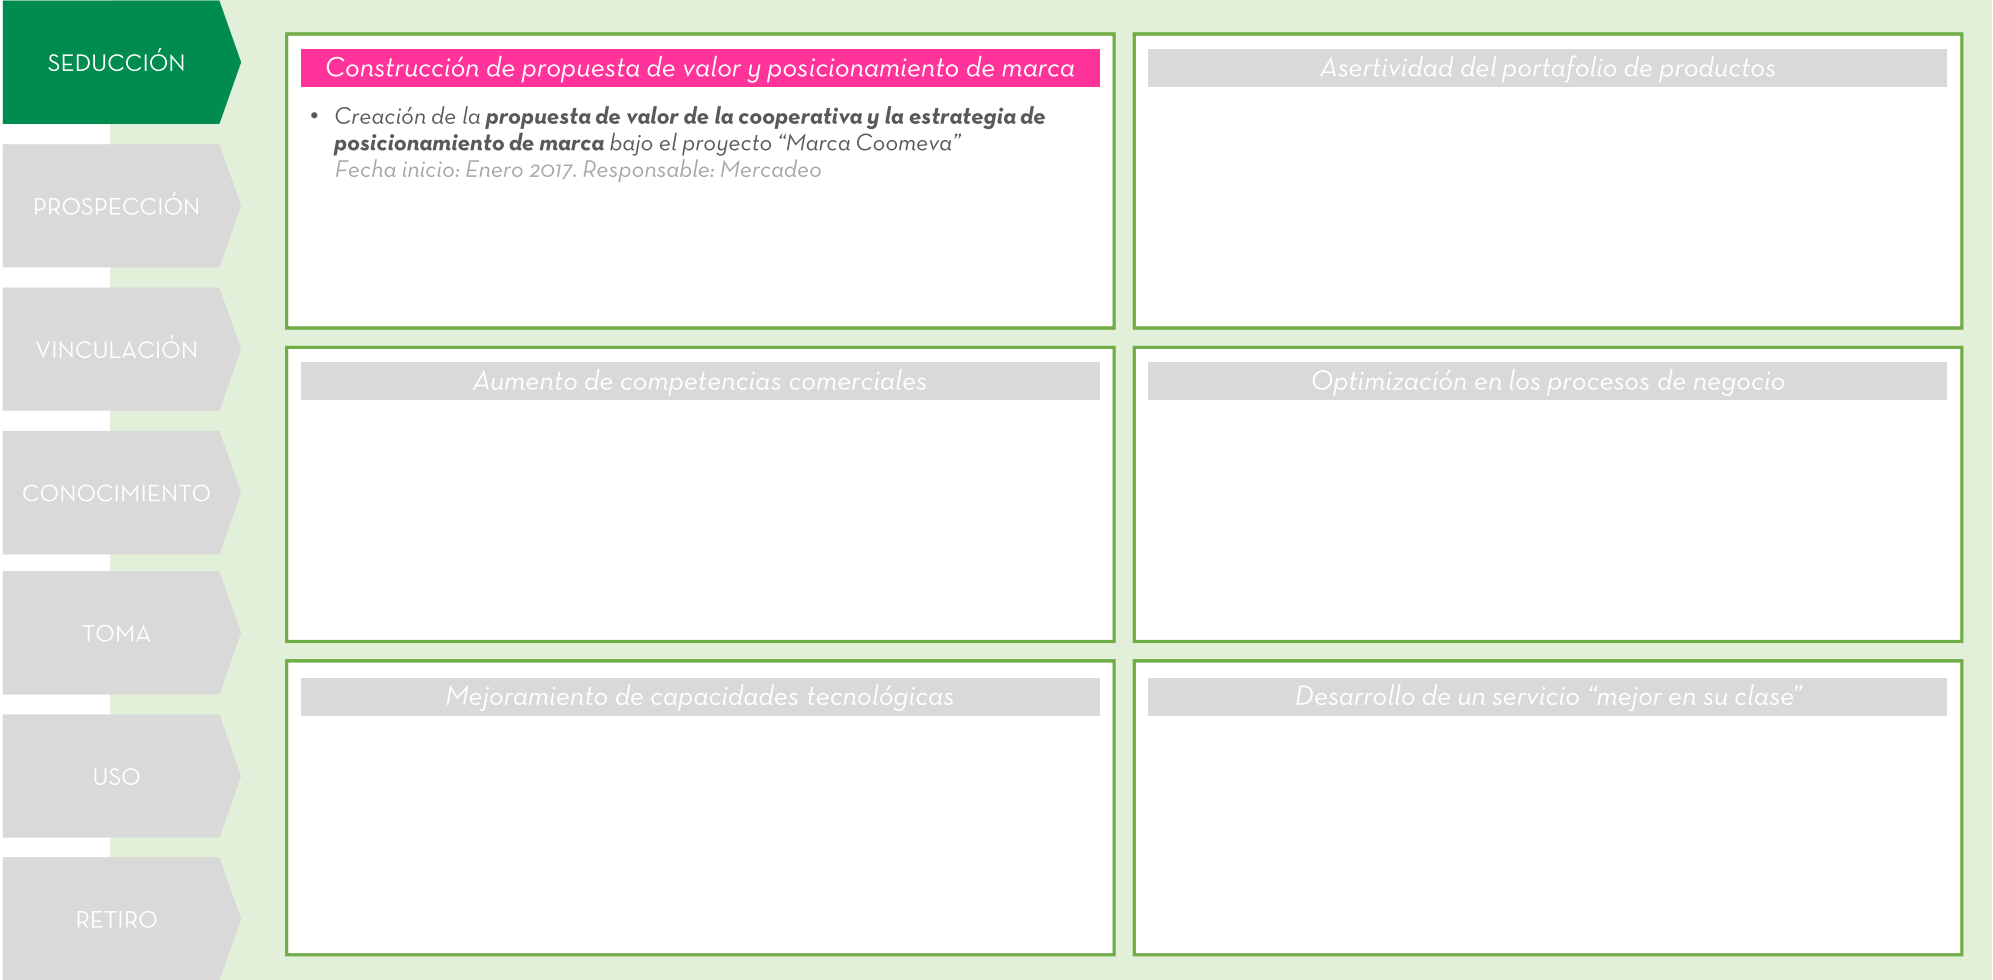 SEDUCCIÓN
PROSPECCIÓN
VINCULACIÓN
CONOCIMIENTO
TOMA
USO
RETIRO
Construcción de propuesta de valor y posicionamiento de marca
• Creación de la propuesta de valor de la cooperativa y la estrategia de
posicionamiento de marca bajo el proyecto “Marca Coomeva”
Fecha inicio: Enero 2017. Responsable: Mercadeo
Asertividad del portafolio de productos
Aumento de competencias comerciales
Optimización en los procesos de negocio
Mejoramiento de capacidades tecnológicas
Desarrollo de un servicio “mejor en su clase”